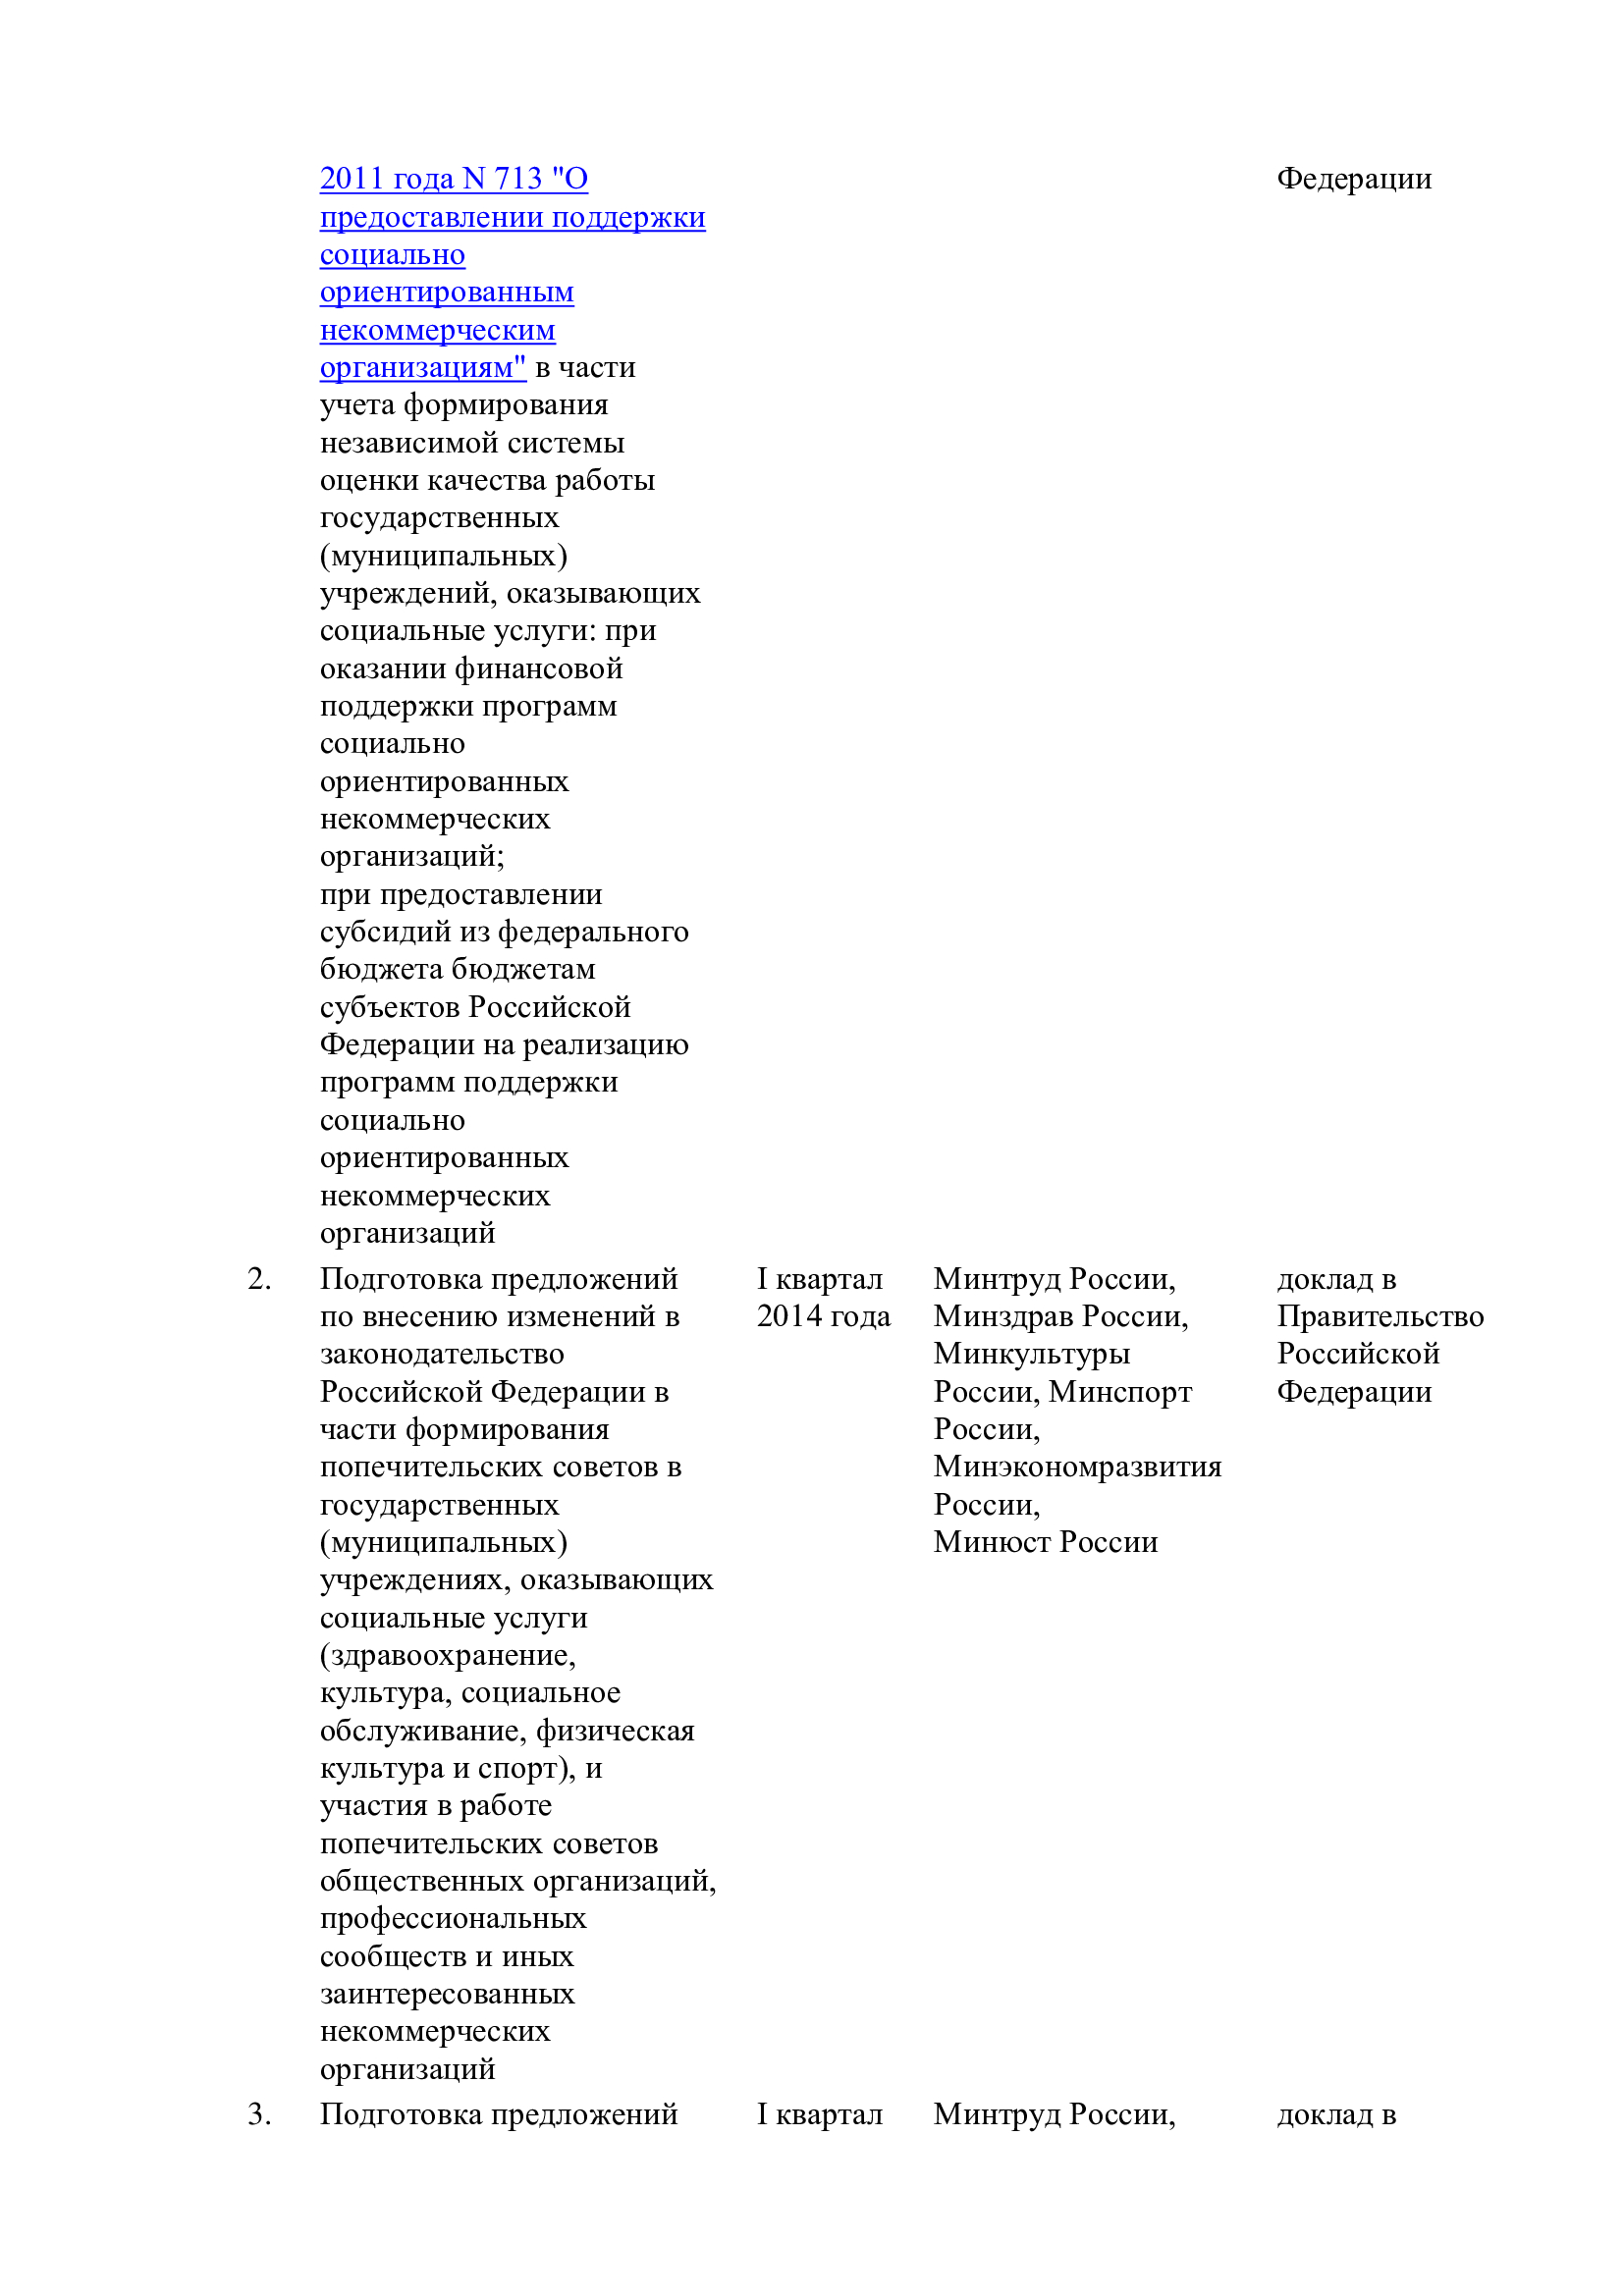 2011 года N 713 "О
предоставлении поддержки
социально
ориентированным
некоммерческим
организациям" в части
учета формирования
независимой системы
оценки качества работы
государственных
(муниципальных)
учреждений, оказывающих
социальные услуги: при
оказании финансовой
поддержки программ
социально
ориентированных
некоммерческих
организаций;
при предоставлении
субсидий из федерального
бюджета бюджетам
субъектов Российской
Федерации на реализацию
программ поддержки
социально
ориентированных
некоммерческих
организаций
Федерации
2.
Подготовка предложений
по внесению изменений в
законодательство
Российской Федерации в
части формирования
попечительских советов в
государственных
(муниципальных)
учреждениях, оказывающих
социальные услуги
(здравоохранение,
культура, социальное
обслуживание, физическая
культура и спорт), и
участия в работе
попечительских советов
общественных организаций,
профессиональных
сообществ и иных
заинтересованных
некоммерческих
организаций
I квартал
2014 года
Минтруд России,
Минздрав России,
Минкультуры
России, Минспорт
России,
Минэкономразвития
России,
Минюст России
доклад в
Правительство
Российской
Федерации
3.
Подготовка предложений
I квартал
Минтруд России,
доклад в